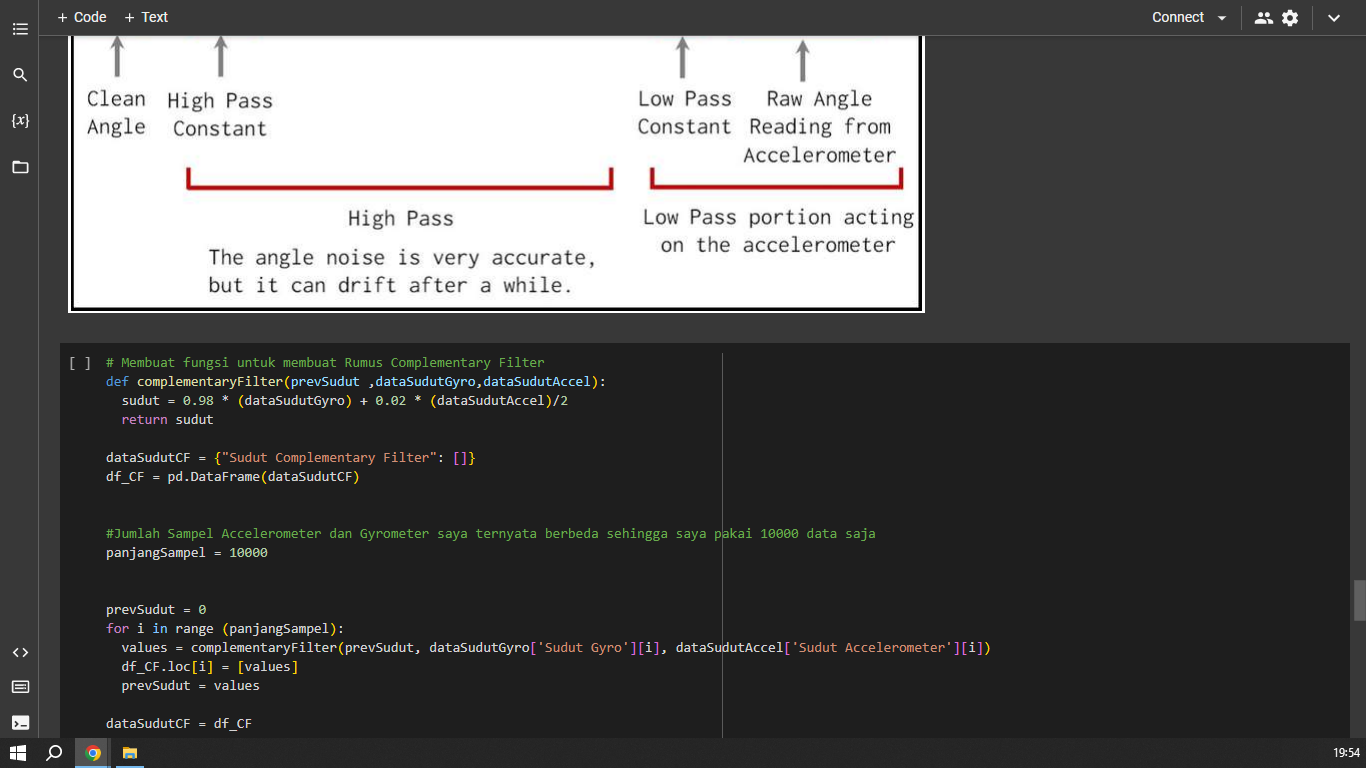 + Code + Text Connect
Clean Angle
High Pass Constant
Low Pass Constant
Raw Angle Reading from Accelerometer
High Pass
The angle noise is very accurate,
but it can drift after a while.
Low Pass portion acting
on the accelerometer
{x}
[ ] # Membuat fungsi untuk membuat Rumus Complementary Filter
def complementaryFilter(prevSudut ,dataSudutGyro,dataSudutAccel):
sudut = 0.98 * (dataSudutGyro) + 0.02 * (dataSudutAccel)/2
return sudut
dataSudutCF = {"Sudut Complementary Filter": []}
df_CF = pd.DataFrame(dataSudutCF)
#Jumlah Sampel Accelerometer dan Gyrometer saya ternyata berbeda sehingga saya pakai 10000 data saja
panjangSampel = 10000
prevSudut = 0
for i in range (panjangSampel):
values = complementaryFilter(prevSudut, dataSudutGyro['Sudut Gyro'][i], dataSudutAccel['Sudut Accelerometer'][i])
df_CF.loc[i] = [values]
prevSudut = values
dataSudutCF = df_CF
19:54